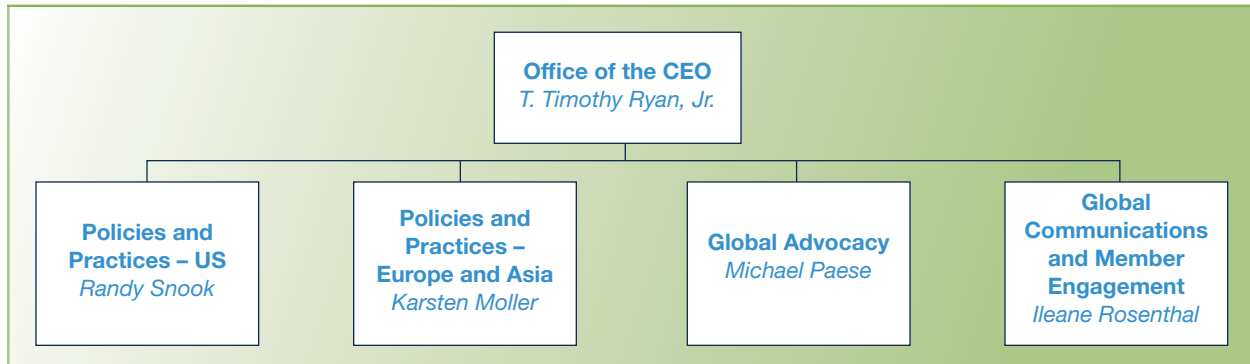 Office of the CEO
T. Timothy Ryan, Jr.
Policies and
Practices – US
Randy Snook
Policies and
Practices –
Europe and Asia
Karsten Moller
Global Advocacy
Michael Paese
Global
Communications
and Member
Engagement
Ileane Rosenthal